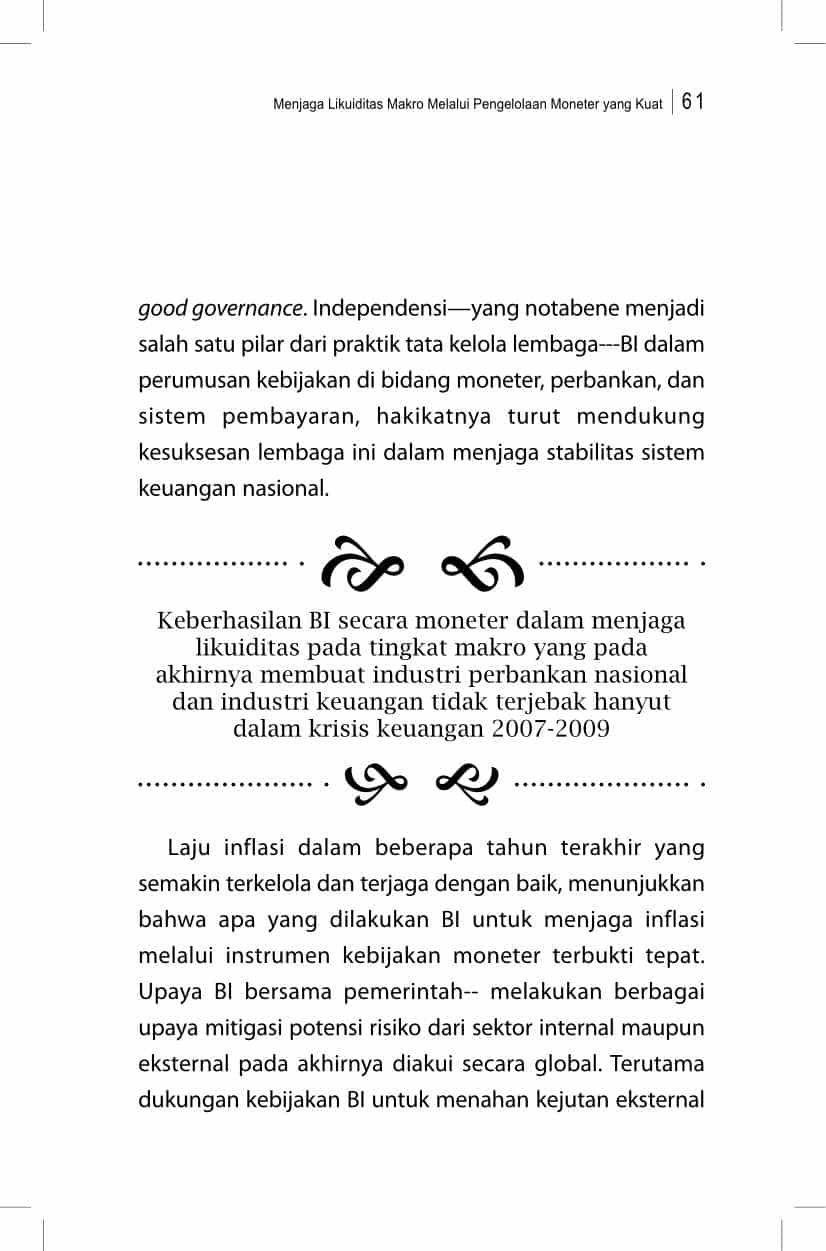 Menjaga Likuiditas Makro Melalui Pengelolaan Moneter yang Kuat 61
good governance. Independensi—yang notabene menjadi
salah satu pilar dari praktik tata kelola lembaga---BI dalam
perumusan kebijakan di bidang moneter, perbankan, dan
sistem pembayaran, hakikatnya turut mendukung
kesuksesan lembaga ini dalam menjaga stabilitas sistem
keuangan nasional.
Keberhasilan BI secara moneter dalam menjaga
likuiditas pada tingkat makro yang pada
akhirnya membuat industri perbankan nasional
dan industri keuangan tidak terjebak hanyut
dalam krisis keuangan 2007-2009
Laju inflasi dalam beberapa tahun terakhir yang
semakin terkelola dan terjaga dengan baik, menunjukkan
bahwa apa yang dilakukan BI untuk menjaga inflasi
melalui instrumen kebijakan moneter terbukti tepat.
Upaya BI bersama pemerintah-- melakukan berbagai
upaya mitigasi potensi risiko dari sektor internal maupun
eksternal pada akhirnya diakui secara global. Terutama
dukungan kebijakan BI untuk menahan kejutan eksternal